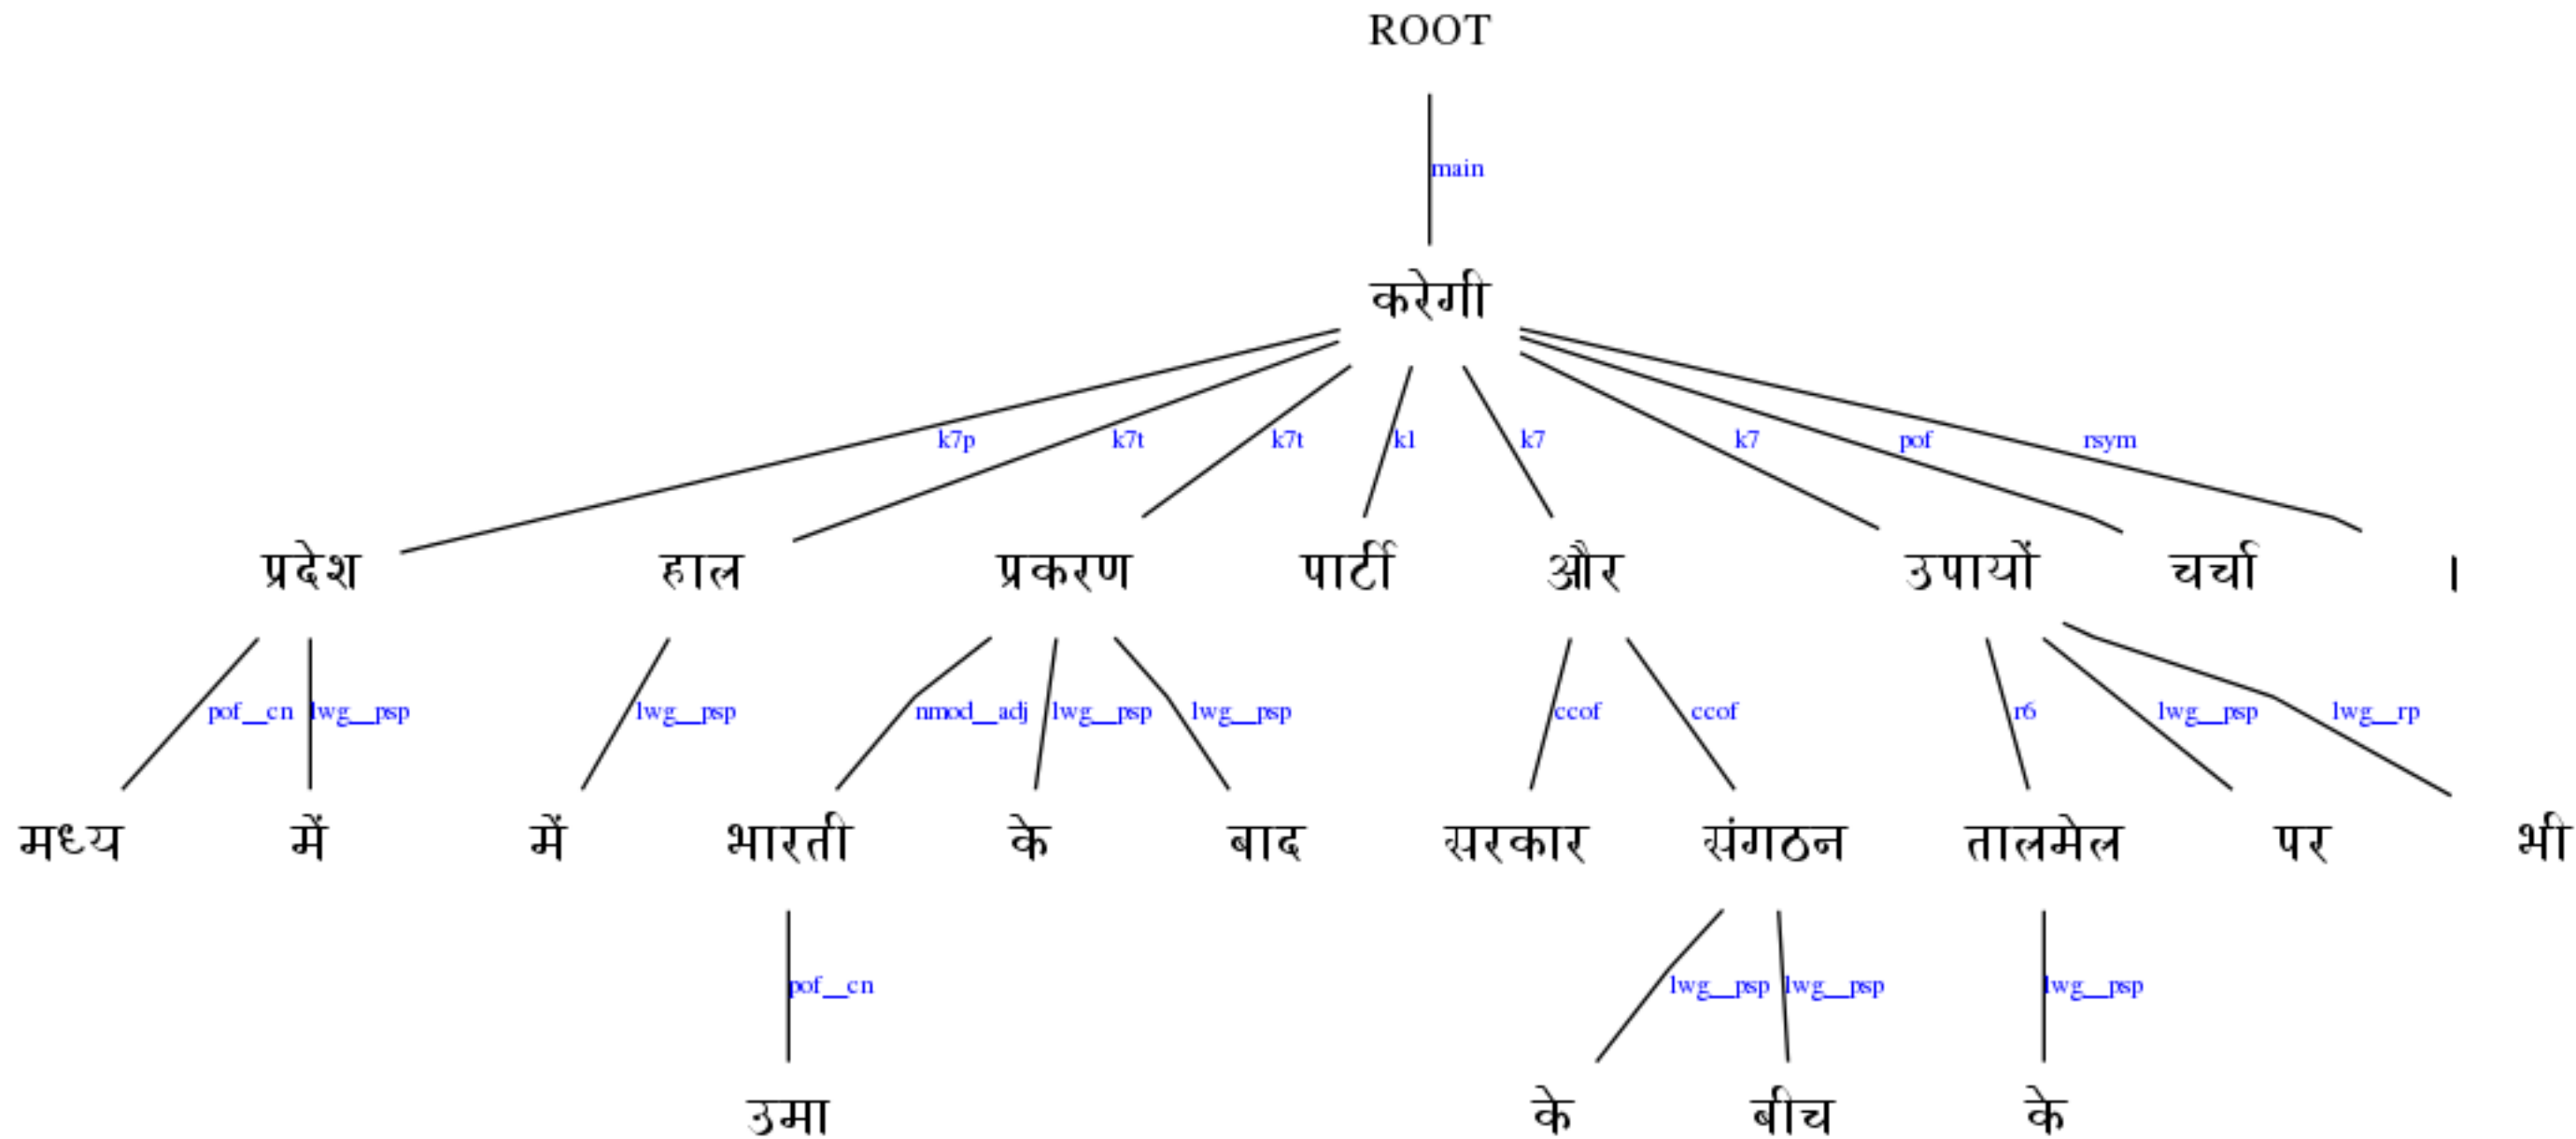 ROOT
main
करेगी
k7p k7t k7t k1 k7 k7 pof rsym
प्रदेश हाल प्रकरण पार्टी और उपायों चर्चा ।
pof__cn lwg__psp lwg__psp nmod__adj lwg__psp lwg__psp ccof ccof r6 lwg__psp lwg__rp
मध्य में में भारती के बाद सरकार संगठन तालमेल पर भी
pof__cn lwg__psp lwg__psp lwg__psp
उमा के बीच के